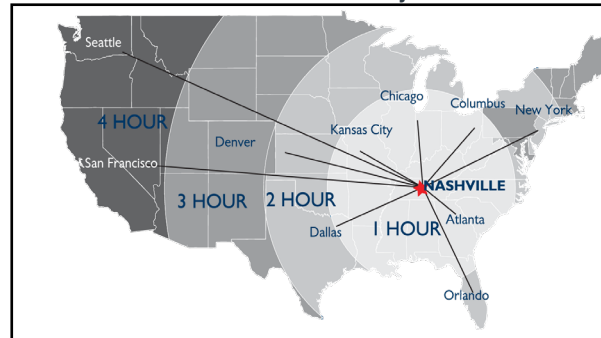 Seattle
Chicago
Columbus
New York
4 HOUR
Kansas City
Denver
San Francisco
NASHVILLE
3 HOUR
2 HOUR
Atlanta
Dallas
1 HOUR
Orlando